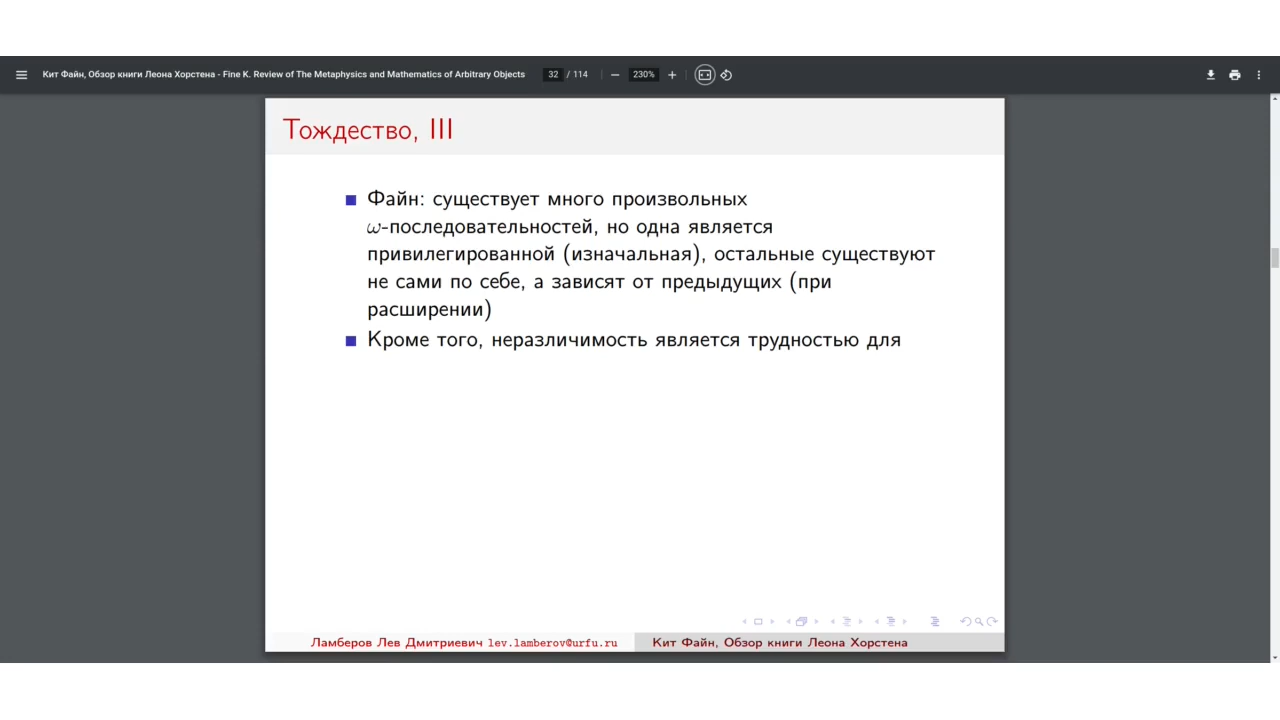 Кит Файн, Обзор книги Леона Хорстена - Fine K. Review of The Metaphysics and Mathematics of Arbitrary Objects 32 / 114 230%
Тождество, III
Файн: существует много произвольных
ω-последовательностей, но одна является
привилегированной (изначальная), остальные существуют
не сами по себе, а зависят от предыдущих (при
расширении)
Кроме того, неразличимость является трудностью для
Ламберов Лев Дмитриевич lev.lamberov@urfu.ru Кит Файн, Обзор книги Леона Хорстена